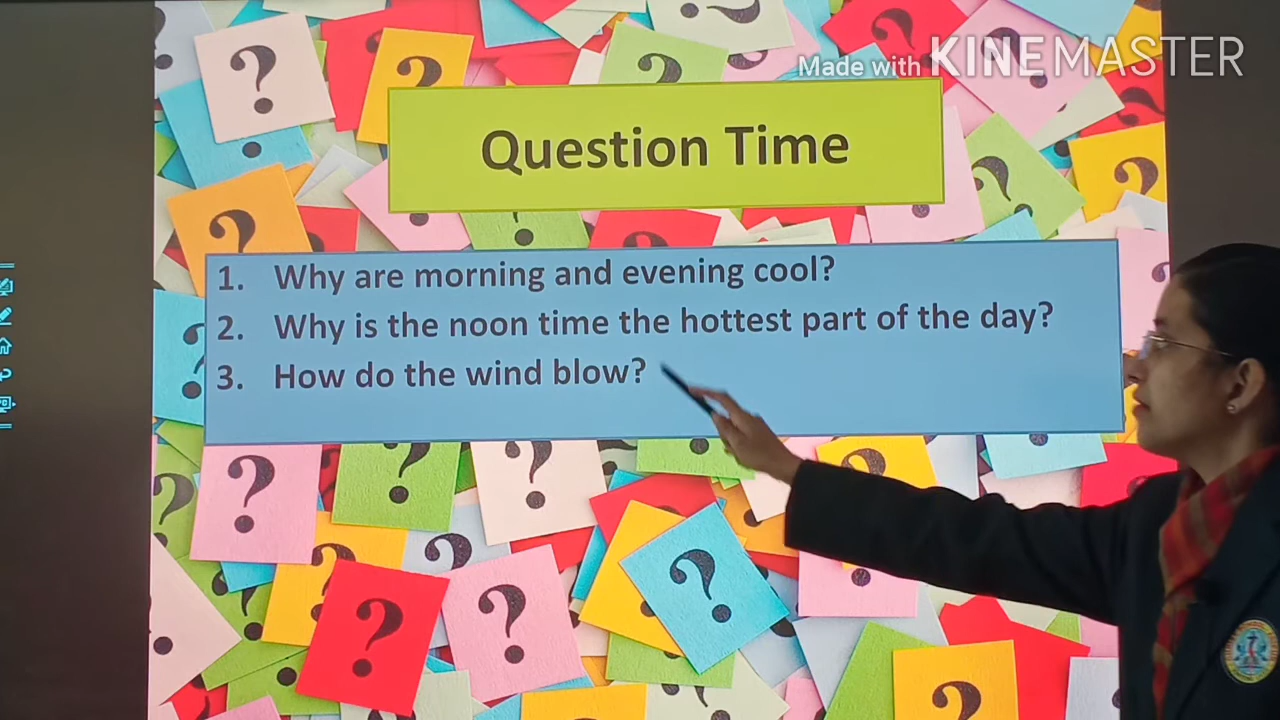 Made with KINEMASTER
Question Time
1. Why are morning and evening cool?
2. Why is the noon time the hottest part of the day?
3. How do the wind blow?